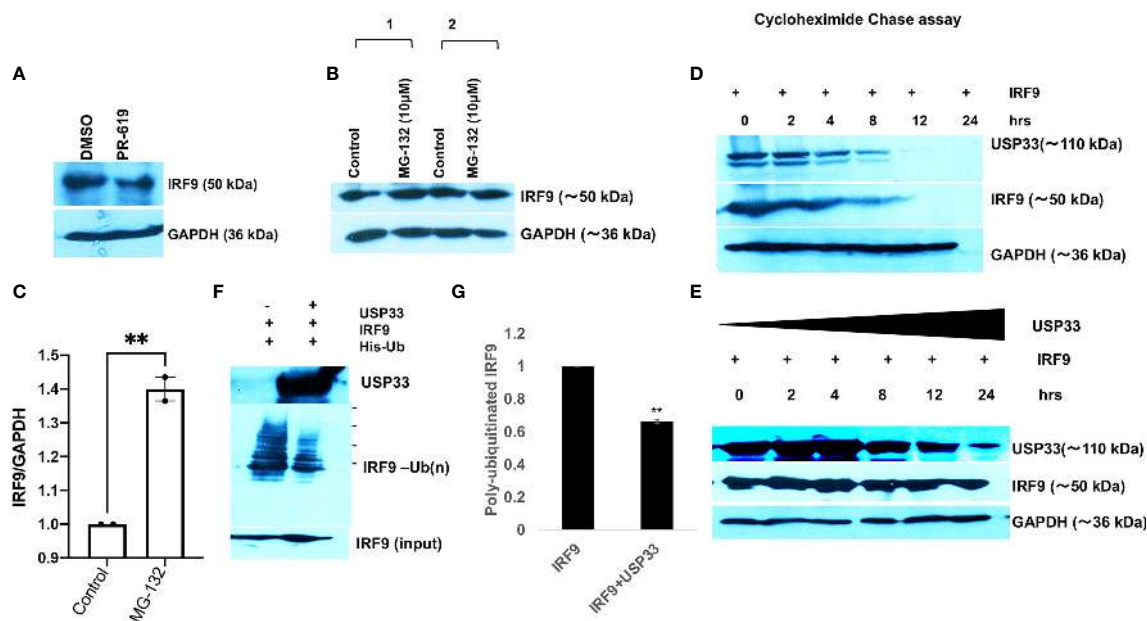 Cycloheximide Chase assay
A
DMSO
PR-619
IRF9 (50 kDa)
GAPDH (36 kDa)
B
1 2
Control
MG-132 (10µM)
Control
MG-132 (10µM)
IRF9 (~50 kDa)
GAPDH (~36 kDa)
D
+ + + + + + IRF9
0 2 4 8 12 24 hrs
USP33(~110 kDa)
IRF9 (~50 kDa)
GAPDH (~36 kDa)
C
**
IRF9/GAPDH
1.5
1.4
1.3
1.2
1.1
1.0
0.9
Control
MG-132
F
- + USP33
+ + IRF9
+ + His-Ub
USP33
IRF9 –Ub(n)
IRF9 (input)
G
Poly-ubiquitinated IRF9
1.2
1
0.8
0.6
0.4
0.2
0
**
IRF9
IRF9+USP33
E
USP33
+ + + + + + IRF9
0 2 4 8 12 24 hrs
USP33(~110 kDa)
IRF9 (~50 kDa)
GAPDH (~36 kDa)